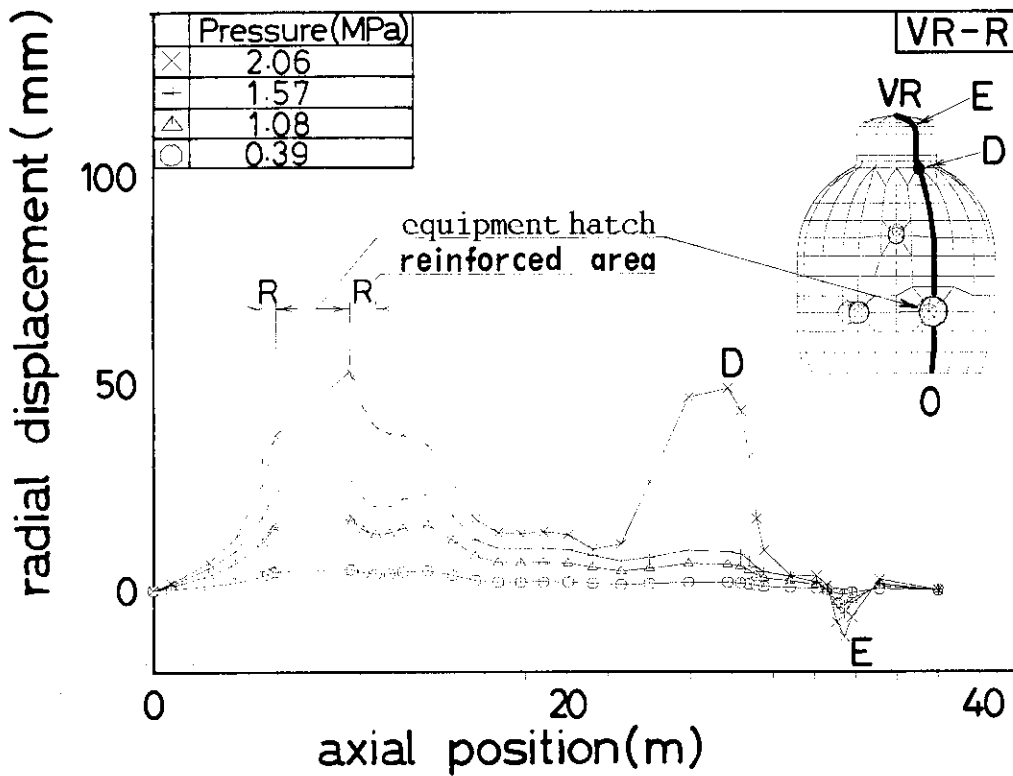 Pressure(MPa)
2.06
1.57
1.08
0.39
VR-R
VR
E
D
100
equipment hatch
reinforced area
R
R
50
D
O
0
E
0
20
40
radial displacement(mm)
axial position(m)